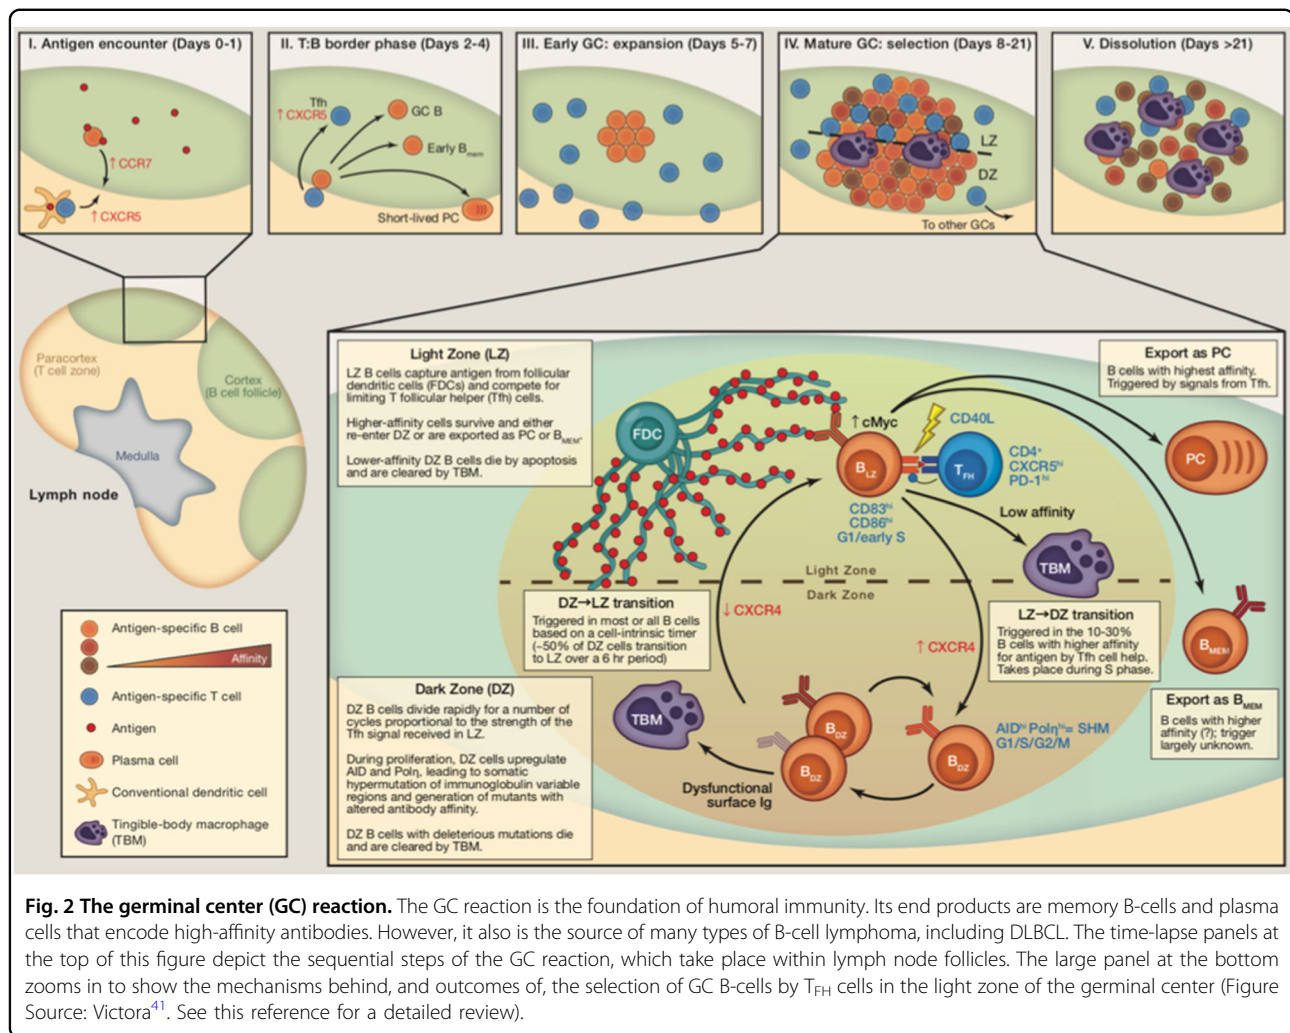 I. Antigen encounter (Days 0-1)
II. T:B border phase (Days 2-4)
III. Early GC: expansion (Days 5-7)
IV. Mature GC: selection (Days 8-21)
V. Dissolution (Days >21)
↑ CCR7
↑ CXCR5
Tfh
↑ CXCR5
GC B
Early Bmem
Short-lived PC
LZ
DZ
To other GCs
Paracortex
(T cell zone)
Cortex
(B cell follicle)
Medulla
Lymph node
Antigen-specific B cell
Affinity
Antigen-specific T cell
Antigen
Plasma cell
Conventional dendritic cell
Tingible-body macrophage
(TBM)
Light Zone (LZ)
LZ B cells capture antigen from follicular
dendritic cells (FDCs) and compete for
limiting T follicular helper (Tfh) cells.
Higher-affinity cells survive and either
re-enter DZ or are exported as PC or BMEM.
Lower-affinity DZ B cells die by apoptosis
and are cleared by TBM.
FDC
↑ cMyc
BLZ
CD40L
TFH
CD4+
CXCR5hi
PD-1hi
CD83hi
CD86hi
G1/early S
Low affinity
TBM
Export as PC
B cells with highest affinity.
Triggered by signals from Tfh.
PC
Light Zone
Dark Zone
DZ→LZ transition
Triggered in most or all B cells
based on a cell-intrinsic timer
(~50% of DZ cells transition
to LZ over a 6 hr period)
↓ CXCR4
↑ CXCR4
LZ→DZ transition
Triggered in the 10-30%
B cells with higher affinity
for antigen by Tfh cell help.
Takes place during S phase.
BMEM
Export as BMEM
B cells with higher
affinity (?); trigger
largely unknown.
Dark Zone (DZ)
DZ B cells divide rapidly for a number of
cycles proportional to the strength of the
Tfh signal received in LZ.
During proliferation, DZ cells upregulate
AID and Polη, leading to somatic
hypermutation of immunoglobulin variable
regions and generation of mutants with
altered antibody affinity.
DZ B cells with deleterious mutations die
and are cleared by TBM.
TBM
BDZ
BDZ
BDZ
AIDhi Polηhi= SHM
G1/S/G2/M
Dysfunctional
surface Ig
Fig. 2 The germinal center (GC) reaction. The GC reaction is the foundation of humoral immunity. Its end products are memory B-cells and plasma
cells that encode high-affinity antibodies. However, it also is the source of many types of B-cell lymphoma, including DLBCL. The time-lapse panels at
the top of this figure depict the sequential steps of the GC reaction, which take place within lymph node follicles. The large panel at the bottom
zooms in to show the mechanisms behind, and outcomes of, the selection of GC B-cells by TFH cells in the light zone of the germinal center (Figure
Source: Victora41. See this reference for a detailed review).